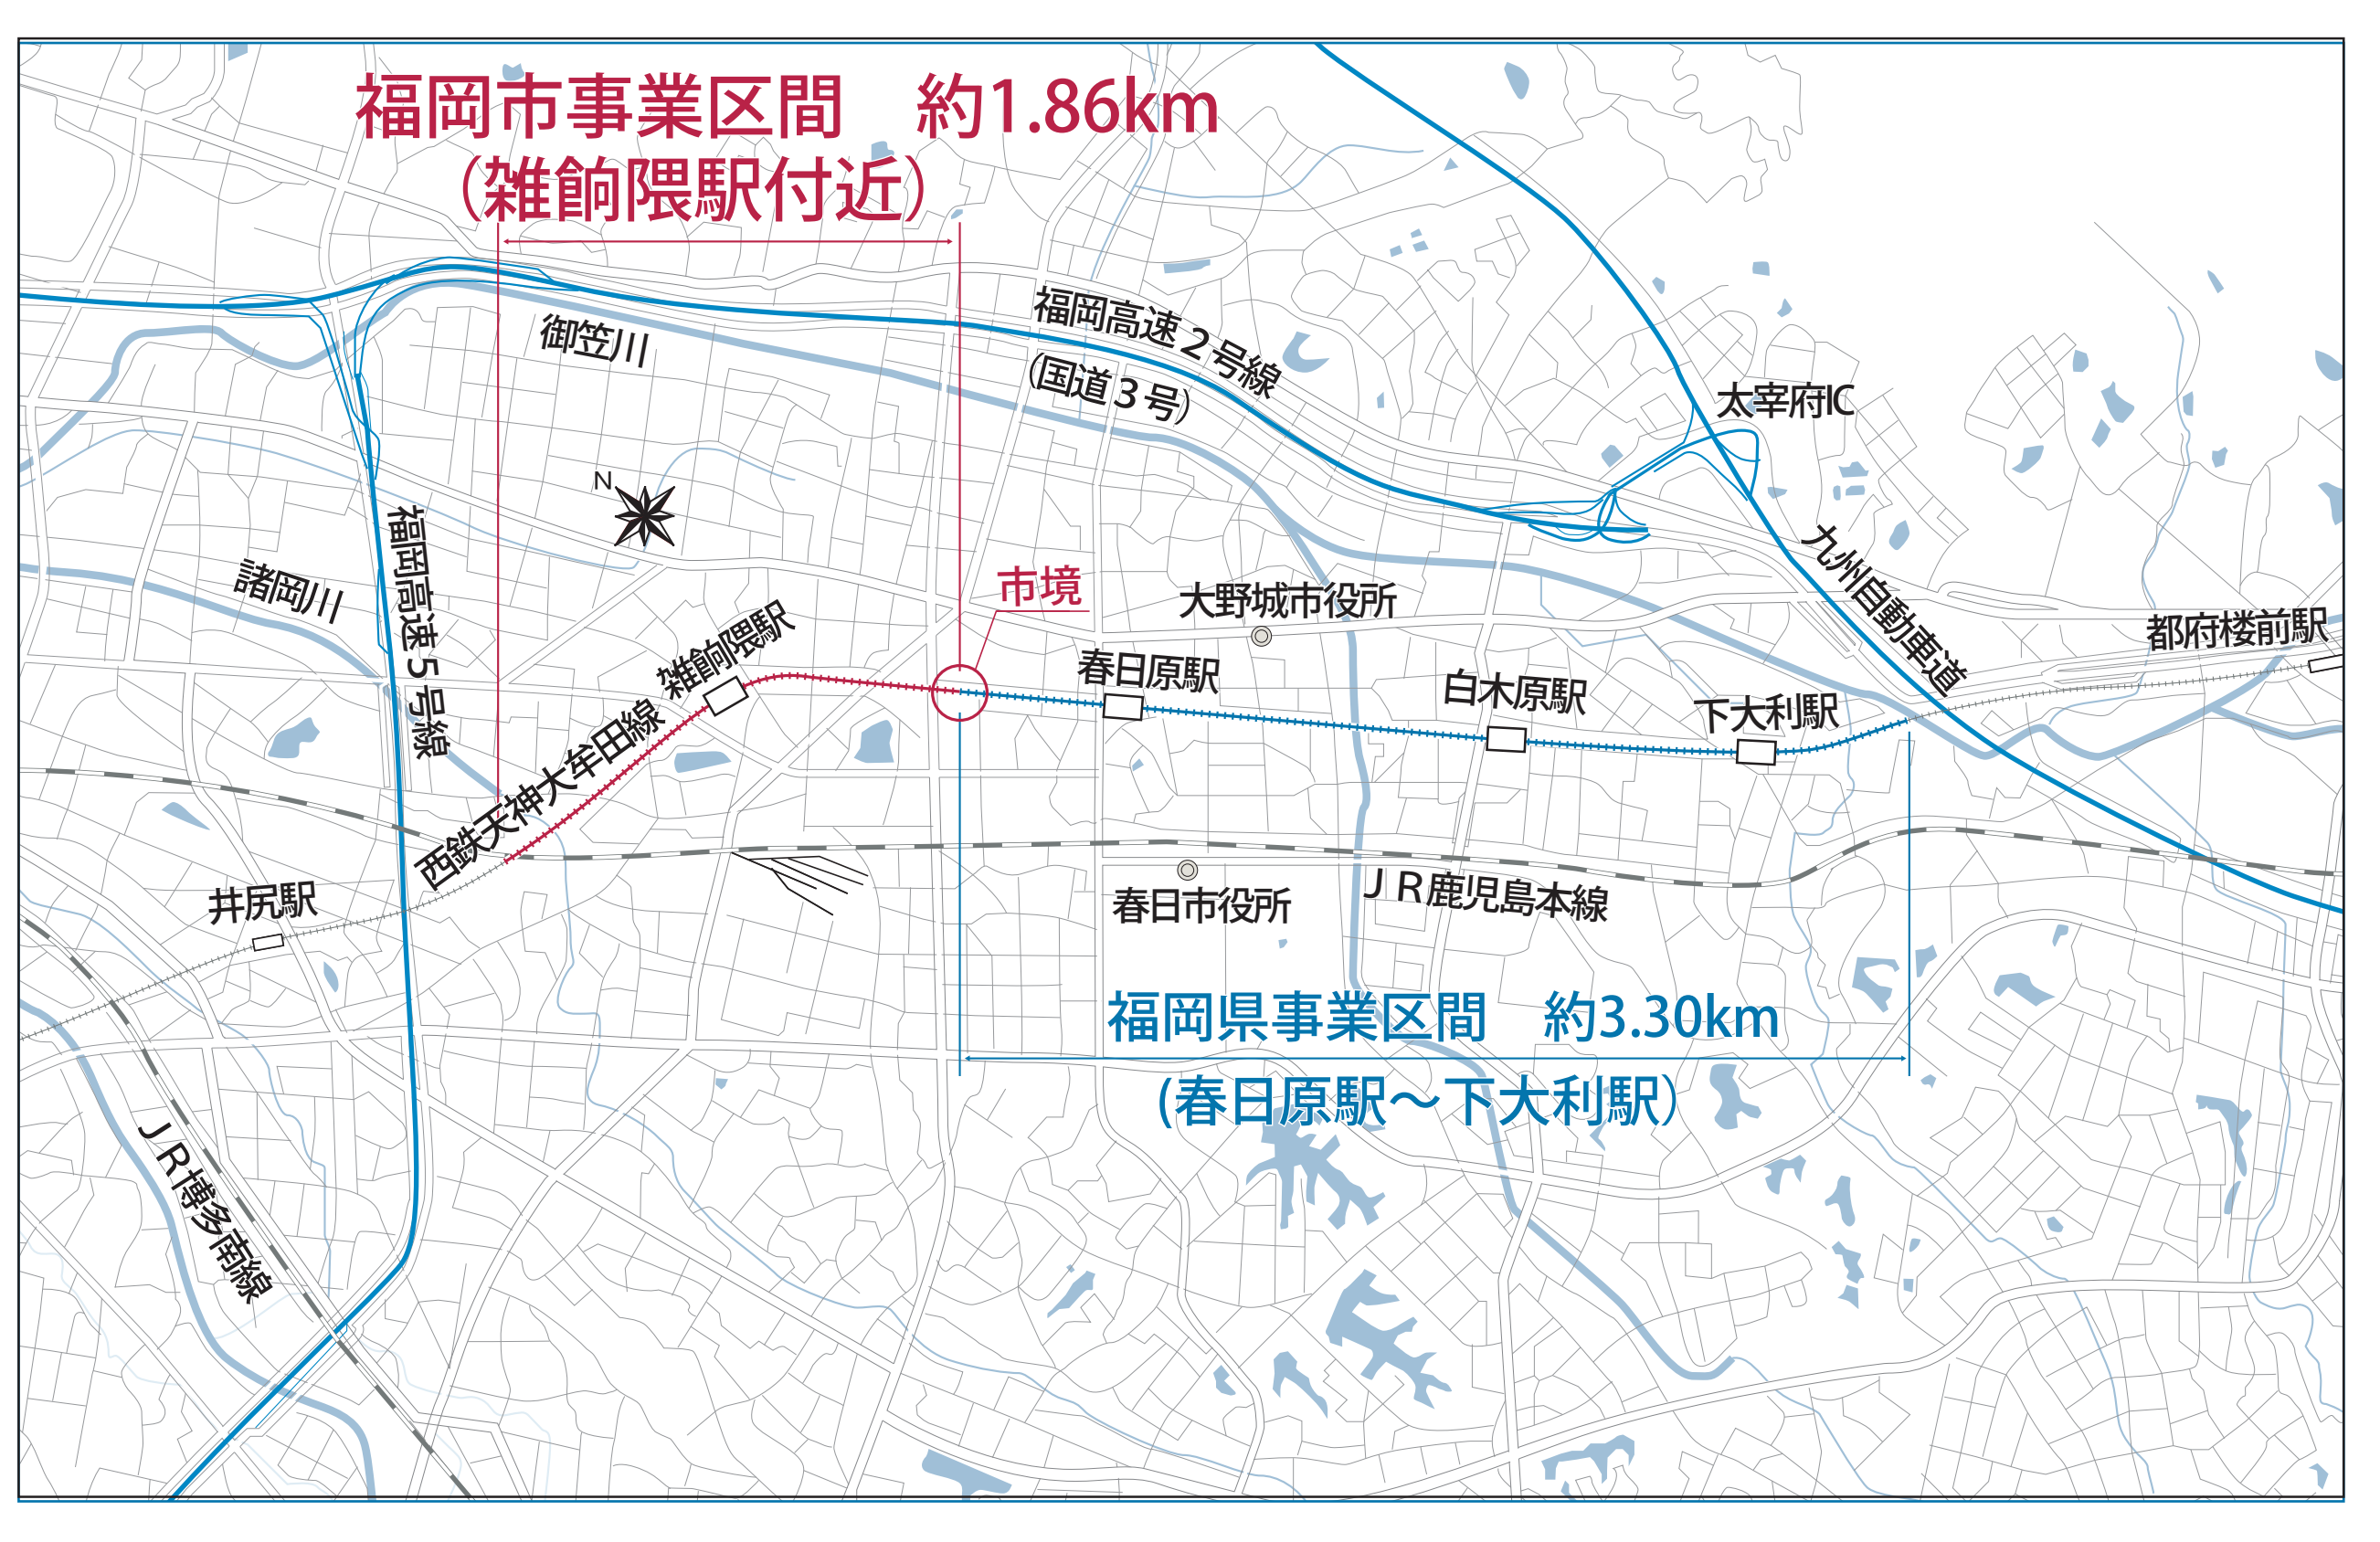 福岡市事業区間　約1.86km
（雑餉隈駅付近）
御笠川
福岡高速２号線
（国道３号）
太宰府IC
N
福岡高速５号線
諸岡川
九州自動車道
市境
大野城市役所
都府楼前駅
雑餉隈駅
春日原駅
白木原駅
下大利駅
西鉄天神大牟田線
井尻駅
春日市役所
ＪＲ鹿児島本線
福岡県事業区間　約3.30km
（春日原駅～下大利駅）
ＪＲ博多南線